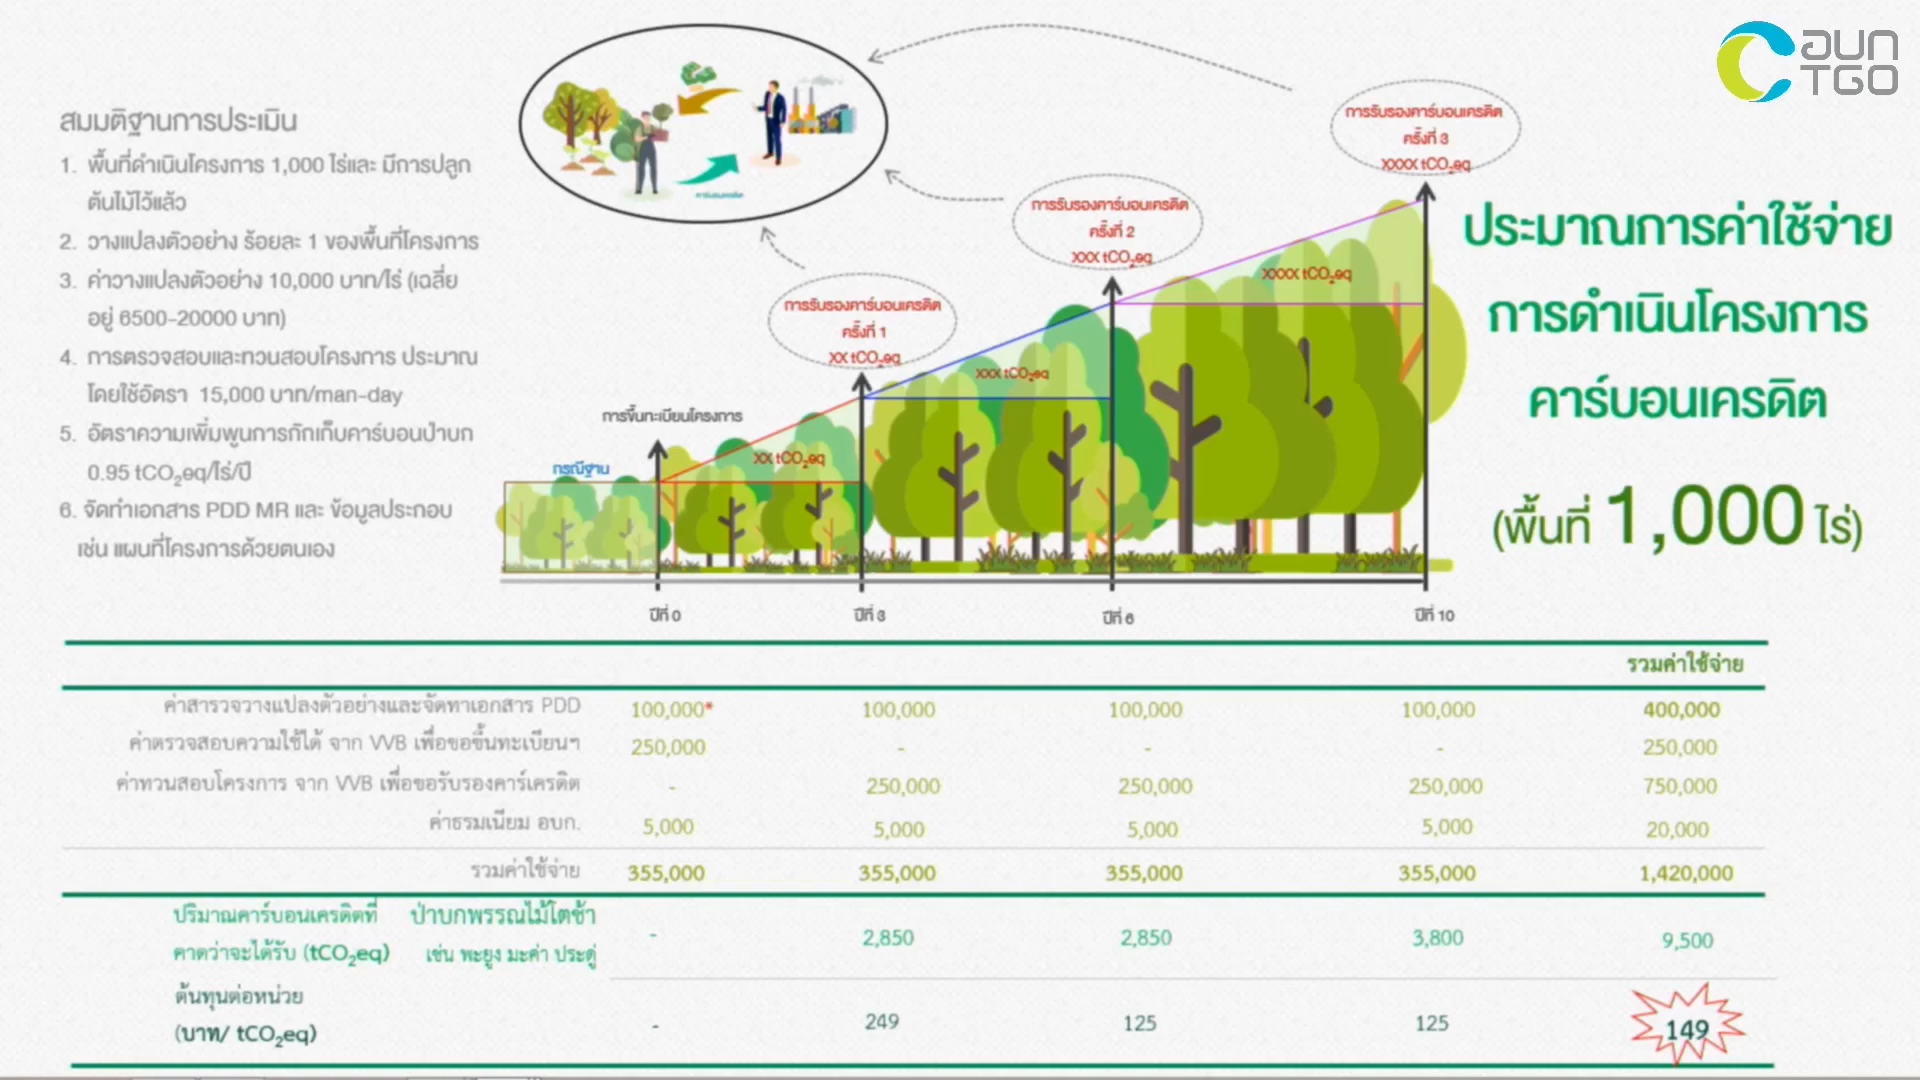 อบก
TGO
สมมติฐานการประเมิน
1. พื้นที่ดำเนินโครงการ 1,000 ไร่และ มีการปลูก
ต้นไม้ไว้แล้ว
2. วางแปลงตัวอย่าง ร้อยละ 1 ของพื้นที่โครงการ
3. ค่าวางแปลงตัวอย่าง 10,000 บาท/ไร่ (เฉลี่ย
อยู่ 6500-20000 บาท)
4. การตรวจสอบและทวนสอบโครงการ ประมาณ
โดยใช้อัตรา 15,000 บาท/man-day
5. อัตราความเพิ่มพูนการกักเก็บคาร์บอนป่าบก
0.95 tCO₂eq/ไร่/ปี
6. จัดทำเอกสาร PDD MR และ ข้อมูลประกอบ
เช่น แผนที่โครงการด้วยตนเอง
คาร์บอนเครดิต
การรับรองคาร์บอนเครดิต
ครั้งที่ 3
XXXX tCO₂eq
การรับรองคาร์บอนเครดิต
ครั้งที่ 2
XXX tCO₂eq
การรับรองคาร์บอนเครดิต
ครั้งที่ 1
XX tCO₂eq
XXXX tCO₂eq
XXX tCO₂eq
XX tCO₂eq
การขึ้นทะเบียนโครงการ
กรณีฐาน
ปีที่ 0 ปีที่ 3 ปีที่ 6 ปีที่ 10
ประมาณการค่าใช้จ่าย
การดำเนินโครงการ
คาร์บอนเครดิต
(พื้นที่ 1,000 ไร่)
รวมค่าใช้จ่าย
ค่าสำรวจวางแปลงตัวอย่างและจัดทำเอกสาร PDD 100,000* 100,000 100,000 100,000 400,000
ค่าตรวจสอบความใช้ได้ จาก VVB เพื่อขอขึ้นทะเบียนฯ 250,000 - - - 250,000
ค่าทวนสอบโครงการ จาก VVB เพื่อขอรับรองคาร์เครดิต - 250,000 250,000 250,000 750,000
ค่าธรมเนียม อบก. 5,000 5,000 5,000 5,000 20,000
รวมค่าใช้จ่าย 355,000 355,000 355,000 355,000 1,420,000
ปริมาณคาร์บอนเครดิตที่ ป่าบกพรรณไม้โตช้า
คาดว่าจะได้รับ (tCO₂eq) เช่น พะยูง มะค่า ประดู่ - 2,850 2,850 3,800 9,500
ต้นทุนต่อหน่วย
(บาท/ tCO₂eq) - 249 125 125 149